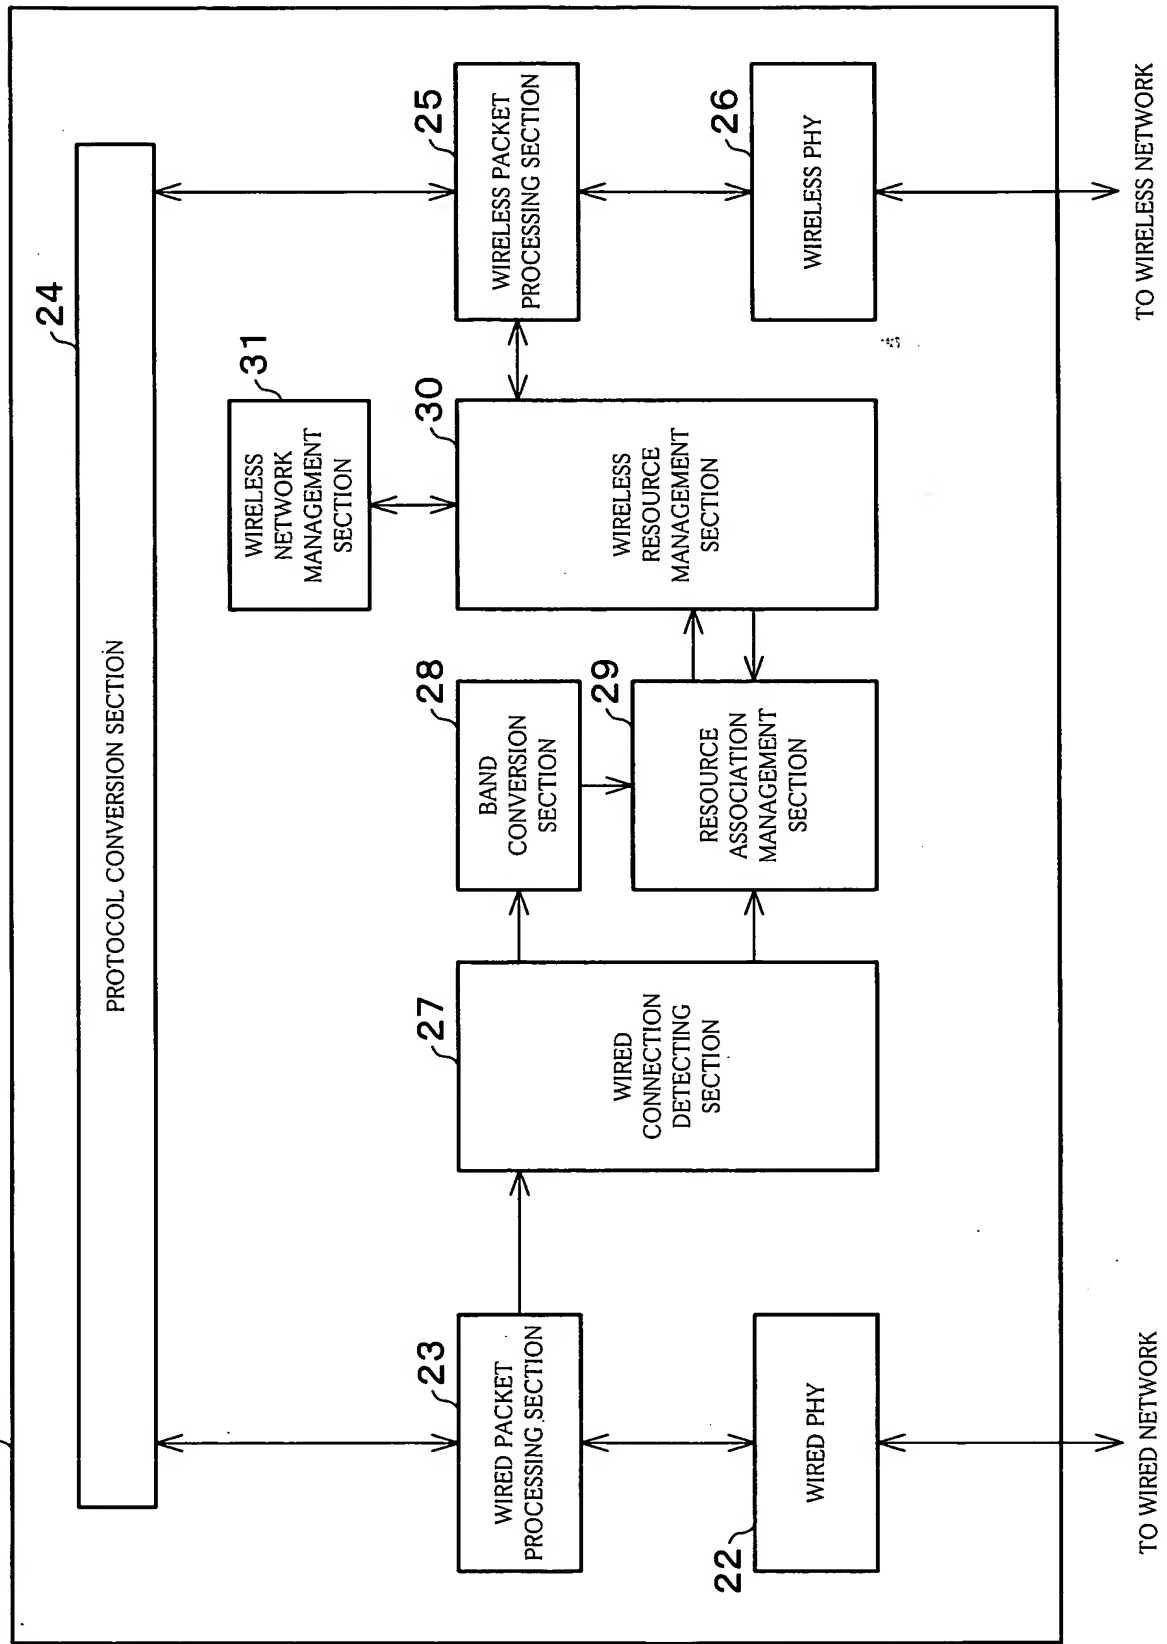 24
PROTOCOL CONVERSION SECTION
31
WIRELESS
NETWORK
MANAGEMENT
SECTION
23
WIRED PACKET
PROCESSING SECTION
27
WIRED
CONNECTION
DETECTING
SECTION
28
BAND
CONVERSION
SECTION
29
RESOURCE
ASSOCIATION
MANAGEMENT
SECTION
30
WIRELESS
RESOURCE
MANAGEMENT
SECTION
25
WIRELESS PACKET
PROCESSING SECTION
22
WIRED PHY
26
WIRELESS PHY
TO WIRED NETWORK
TO WIRELESS NETWORK